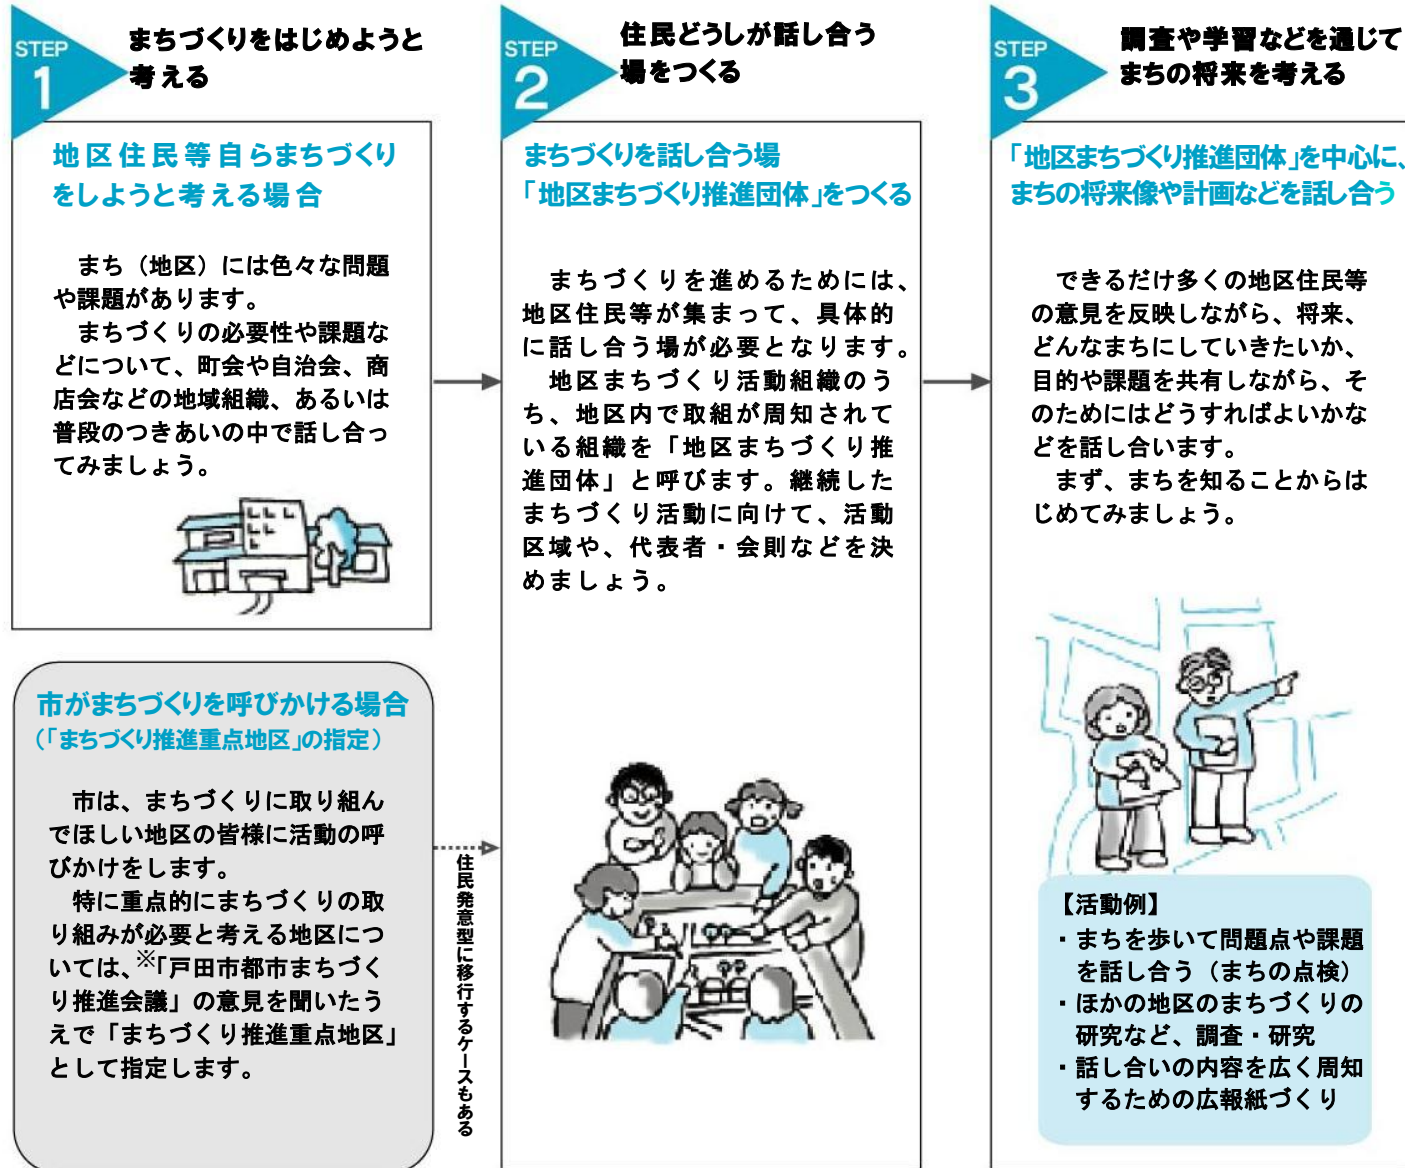 STEP
1
まちづくりをはじめようと
考える
地区住民等自らまちづくり
をしようと考える場合
まち（地区）には色々な問題
や課題があります。
まちづくりの必要性や課題な
どについて、町会や自治会、商
店会などの地域組織、あるいは
普段のつきあいの中で話し合っ
てみましょう。
市がまちづくりを呼びかける場合
（「まちづくり推進重点地区」の指定）
市は、まちづくりに取り組ん
でほしい地区の皆様に活動の呼
びかけをします。
特に重点的にまちづくりの取
り組みが必要と考える地区につ
いては、※「戸田市都市まちづく
り推進会議」の意見を聞いたう
えで「まちづくり推進重点地区」
として指定します。
住民発意型に移行するケースもある
STEP
2
住民どうしが話し合う
場をつくる
まちづくりを話し合う場
「地区まちづくり推進団体」をつくる
まちづくりを進めるためには、
地区住民等が集まって、具体的
に話し合う場が必要となります。
地区まちづくり活動組織のう
ち、地区内で取組が周知されて
いる組織を「地区まちづくり推
進団体」と呼びます。継続した
まちづくり活動に向けて、活動
区域や、代表者・会則などを決
めましょう。
STEP
3
調査や学習などを通じて
まちの将来を考える
「地区まちづくり推進団体」を中心に、
まちの将来像や計画などを話し合う
できるだけ多くの地区住民等
の意見を反映しながら、将来、
どんなまちにしていきたいか、
目的や課題を共有しながら、そ
のためにはどうすればよいかな
どを話し合います。
まず、まちを知ることからは
じめてみましょう。
【活動例】
・まちを歩いて問題点や課題
を話し合う（まちの点検）
・ほかの地区のまちづくりの
研究など、調査・研究
・話し合いの内容を広く周知
するための広報紙づくり